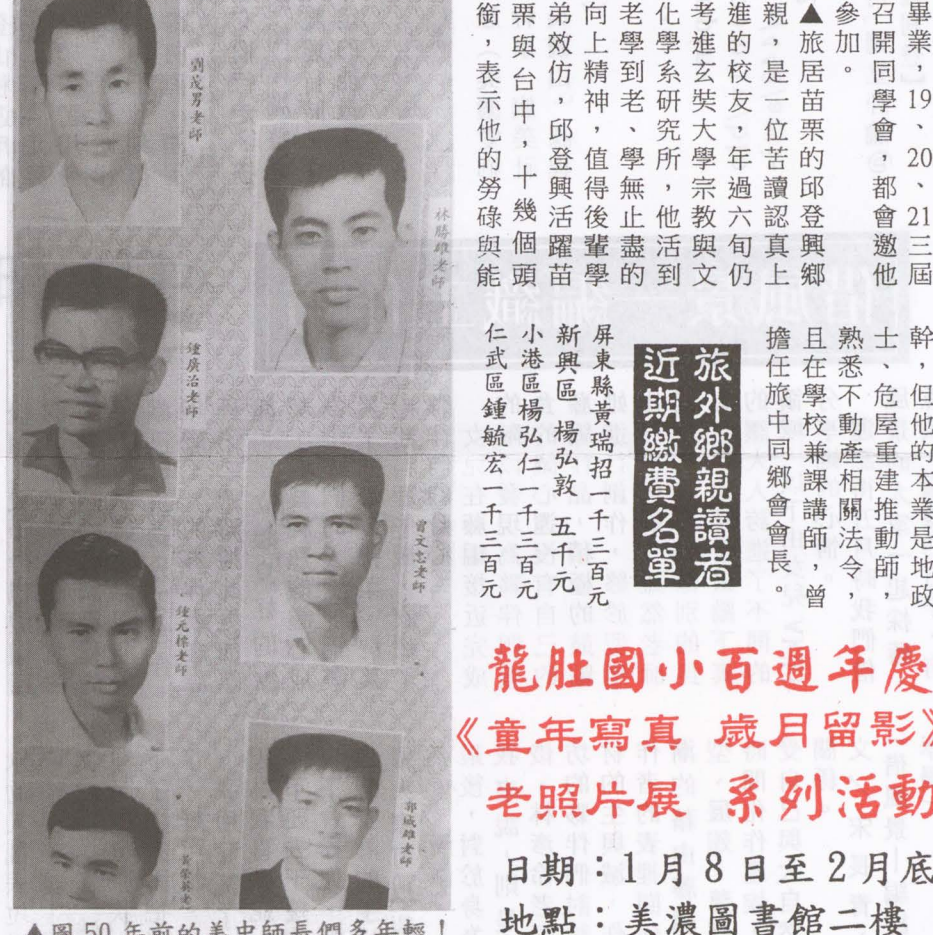 畢業，19、20、21三屆
召開同學會，都會邀他
參加。
▲旅居苗栗的邱登興鄉
親，是一位苦讀認真上
進的校友，年過六旬仍
考進玄奘大學宗教與文
化學系研究所，他活到
老學到老、學無止盡的
向上精神，值得後輩學
弟效仿，邱登興活躍苗
栗與台中，十幾個頭
銜，表示他的勞碌與能
幹，但他的本業是地政
士、危屋重建推動師，
熟悉不動產相關法令，
且在學校兼課講師，曾
擔任旅中同鄉會會長。
旅外鄉親讀者
近期繳費名單
屏東縣黃瑞招一千三百元
新興區 楊弘敦 五千元
小港區楊弘仁一千三百元
仁武區鍾毓宏一千三百元
龍肚國小百週年慶
《童年寫真 歲月留影》
老照片展 系列活動
日期：1月8日至2月底
地點：美濃圖書館二樓
劉茂男老師
林勝雄老師
鍾廣治老師
曾文忠老師
鍾元條老師
郭成雄老師
黃榮英老
▲圖 50 年前的美中師長們多年輕！